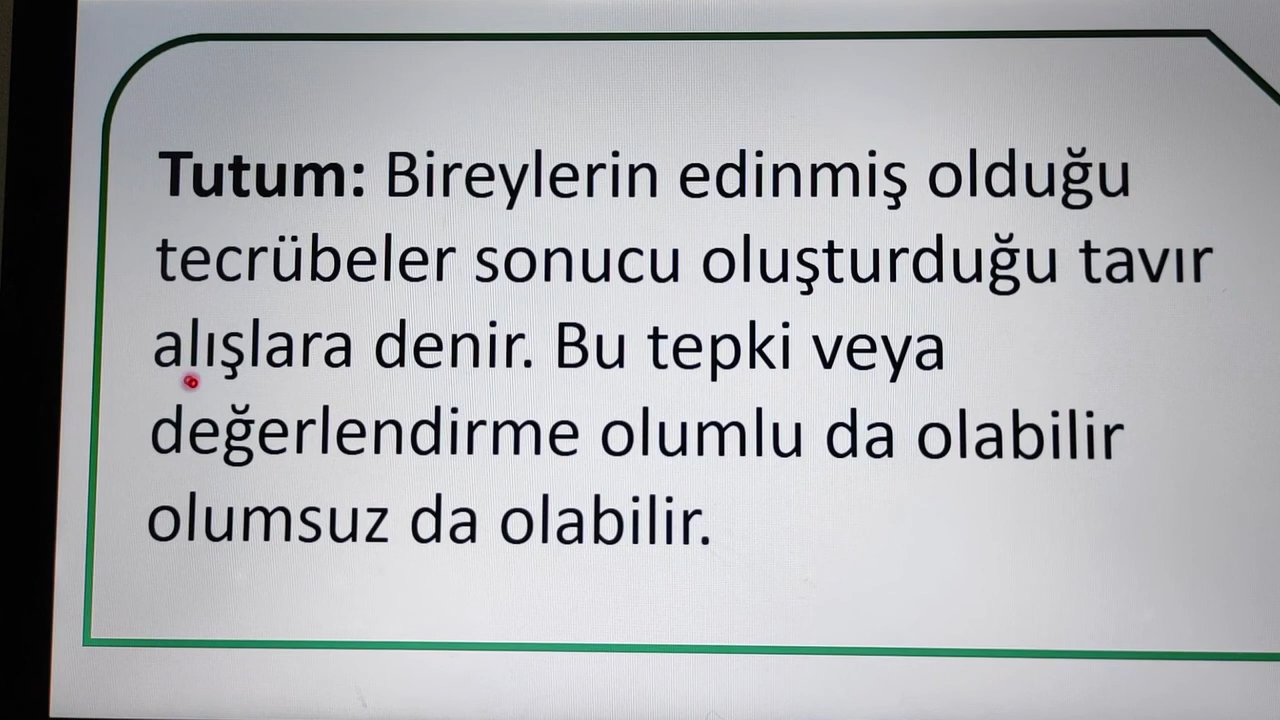 Tutum: Bireylerin edinmiş olduğu
tecrübeler sonucu oluşturduğu tavır
alışlara denir. Bu tepki veya
değerlendirme olumlu da olabilir
olumsuz da olabilir.